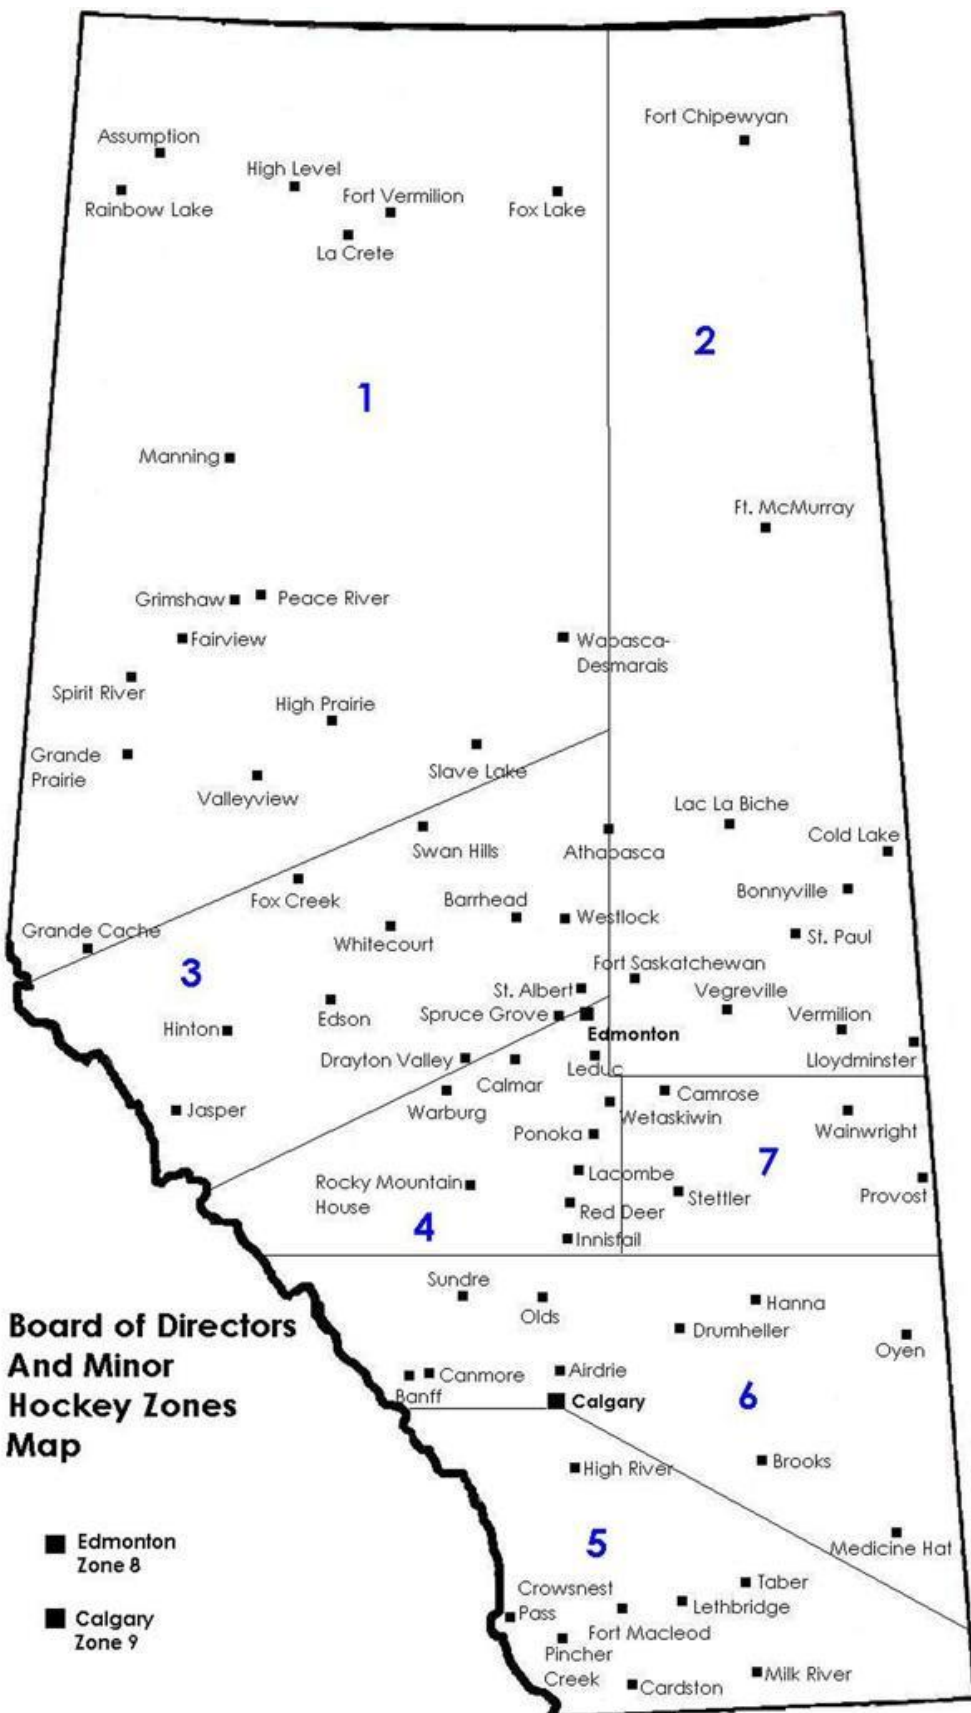 Fort Chipewyan
Assumption
High Level
Fort Vermilion
Rainbow Lake
Fox Lake
La Crete
2
1
Manning
Ft. McMurray
Grimshaw
Peace River
Fairview
Wabasca-
Desmarais
Spirit River
High Prairie
Grande
Prairie
Slave Lake
Valleyview
Lac La Biche
Cold Lake
Swan Hills
Athabasca
Bonnyville
Fox Creek
Barrhead
Westlock
Grande Cache
Whitecourt
St. Paul
3
Fort Saskatchewan
St. Albert
Vegreville
Spruce Grove
Vermilion
Edson
Hinton
Edmonton
Drayton Valley
Lloydminster
Leduc
Calmar
Camrose
Warburg
Jasper
Wetaskiwin
Wainwright
Ponoka
7
Lacombe
Rocky Mountain
House
Stettler
Provost
Red Deer
4
Innisfail
Sundre
Olds
Hanna
Drumheller
Oyen
Board of Directors
And Minor
Hockey Zones
Map
Airdrie
Canmore
Banff
Calgary
6
High River
Brooks
Edmonton
Zone 8
5
Medicine Hat
Crowsnest
Pass
Taber
Lethbridge
Calgary
Zone 9
Fort Macleod
Pincher
Creek
Milk River
Cardston